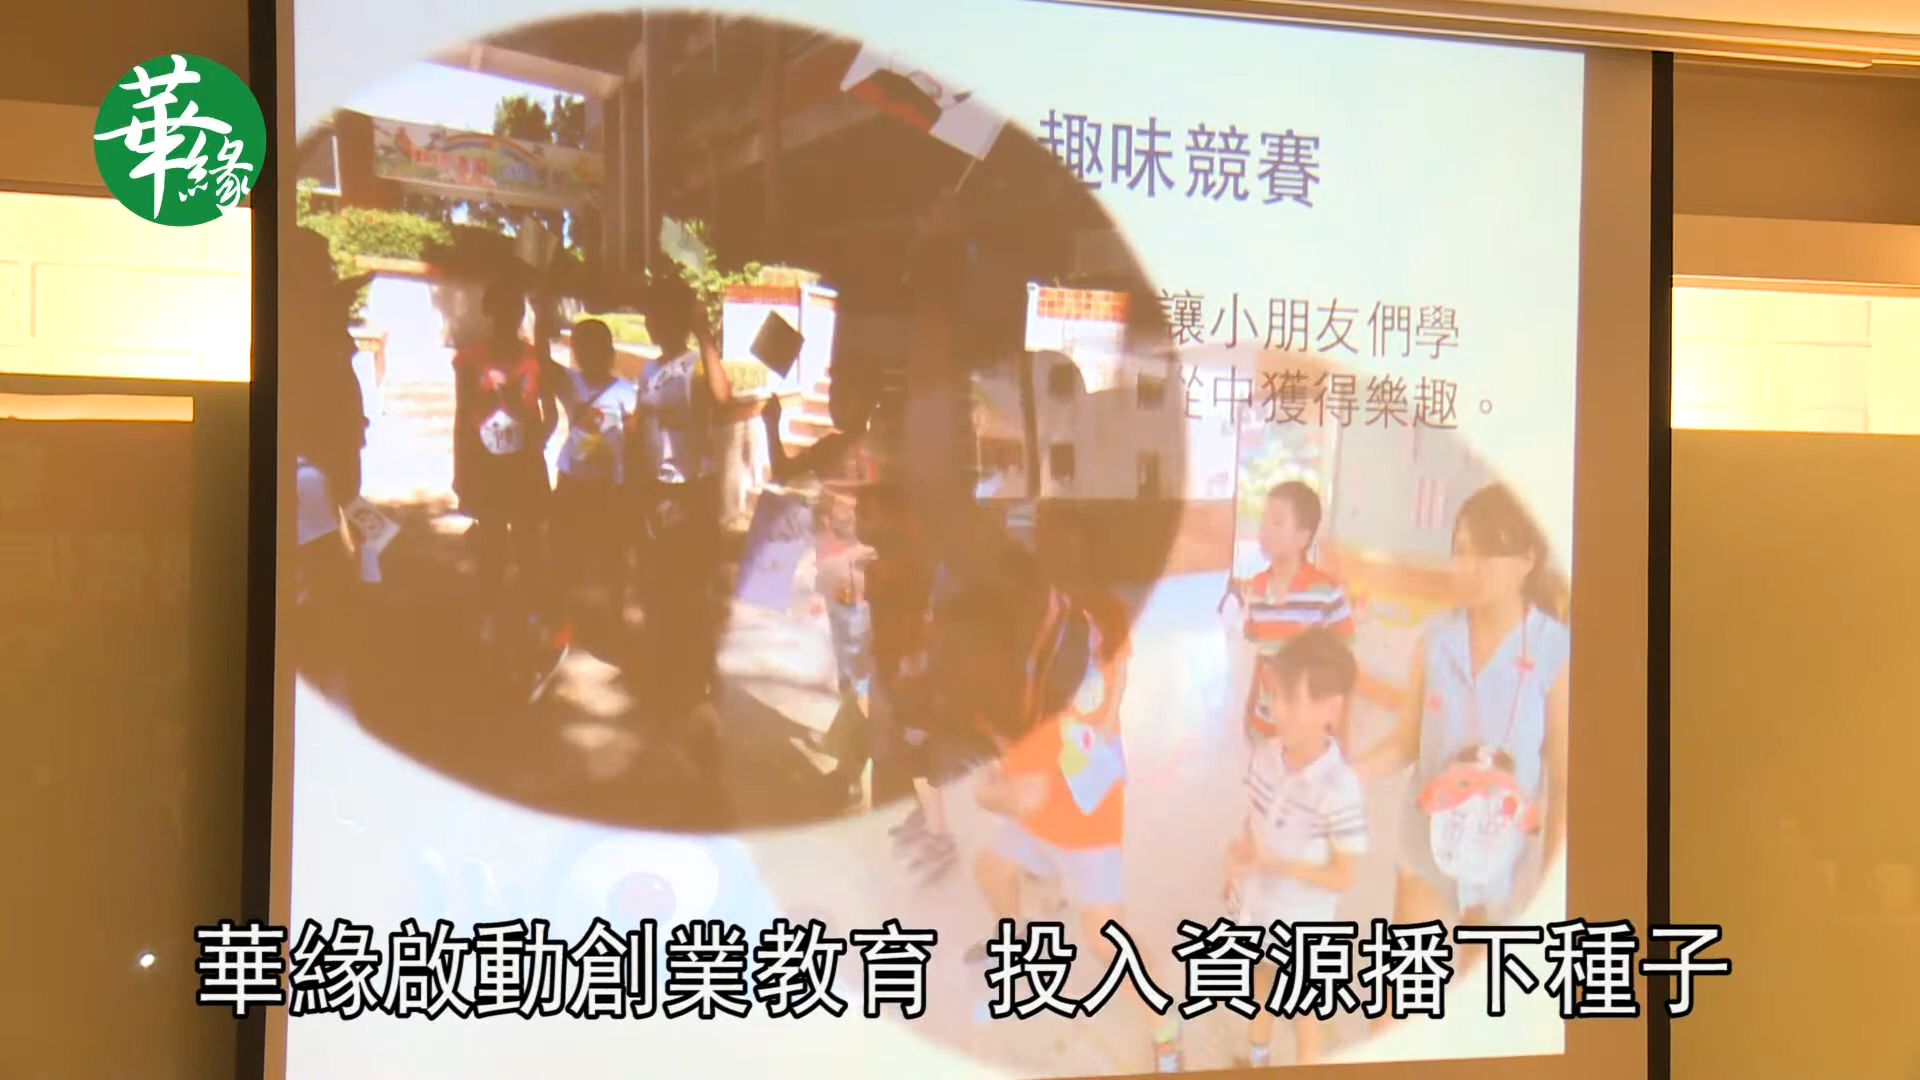 華緣
趣味競賽
讓小朋友們學
從中獲得樂趣。
華緣啟動創業教育 投入資源播下種子